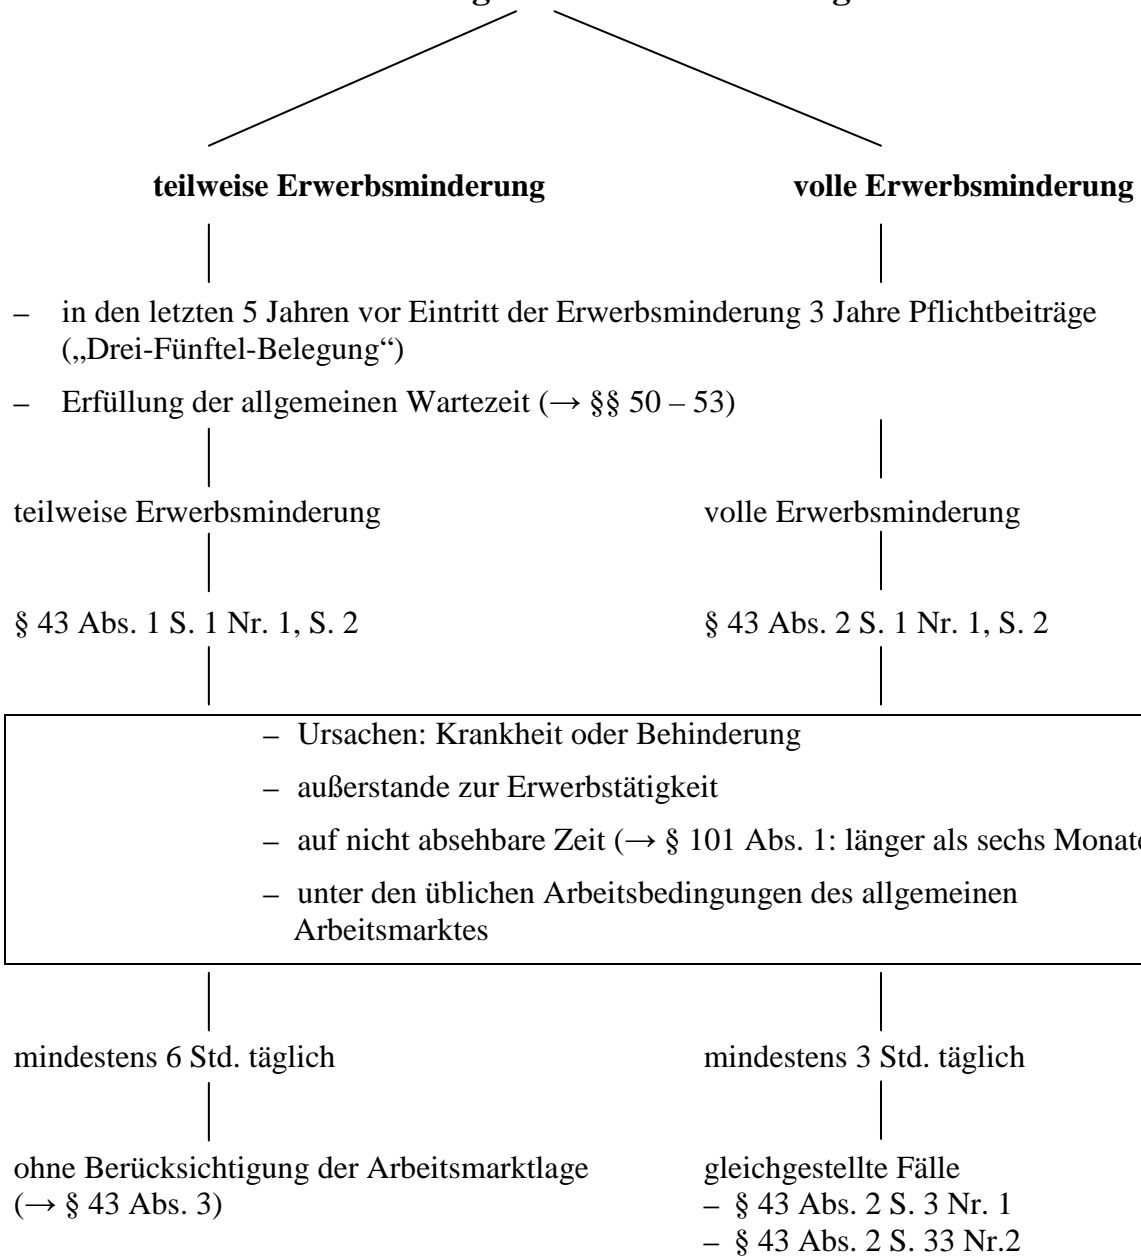 teilweise Erwerbsminderung volle Erwerbsminderung
– in den letzten 5 Jahren vor Eintritt der Erwerbsminderung 3 Jahre Pflichtbeiträge
(„Drei-Fünftel-Belegung“)
– Erfüllung der allgemeinen Wartezeit (→ §§ 50 – 53)
teilweise Erwerbsminderung volle Erwerbsminderung
§ 43 Abs. 1 S. 1 Nr. 1, S. 2 § 43 Abs. 2 S. 1 Nr. 1, S. 2
– Ursachen: Krankheit oder Behinderung
– außerstande zur Erwerbstätigkeit
– auf nicht absehbare Zeit (→ § 101 Abs. 1: länger als sechs Monate
– unter den üblichen Arbeitsbedingungen des allgemeinen
Arbeitsmarktes
mindestens 6 Std. täglich mindestens 3 Std. täglich
ohne Berücksichtigung der Arbeitsmarktlage gleichgestellte Fälle
(→ § 43 Abs. 3) – § 43 Abs. 2 S. 3 Nr. 1
– § 43 Abs. 2 S. 33 Nr.2